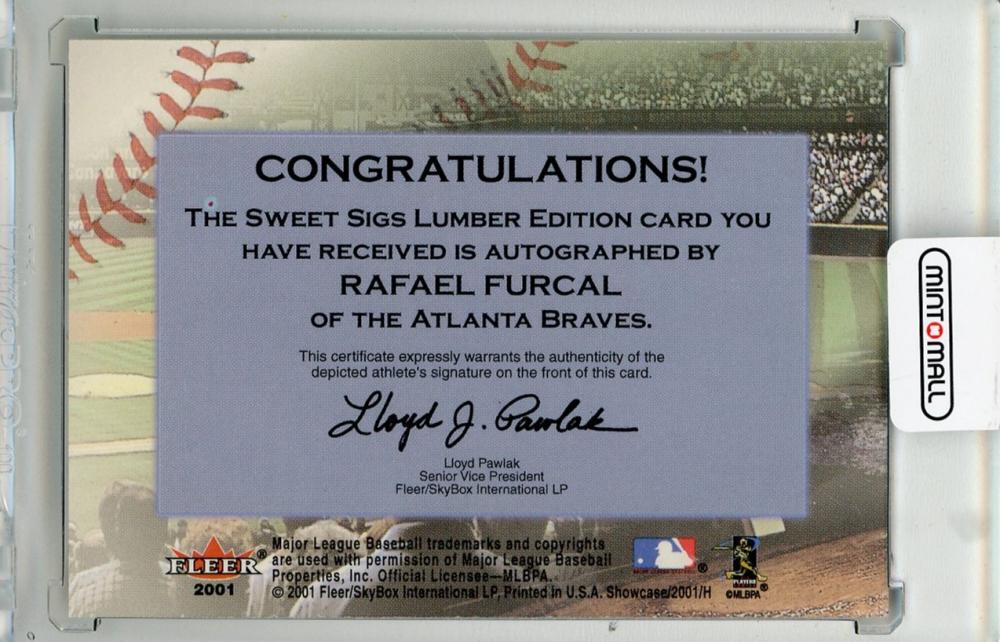 CONGRATULATIONS!
THE SWEET SIGS LUMBER EDITION CARD YOU
HAVE RECEIVED IS AUTOGRAPHED BY
RAFAEL FURCAL
OF THE ATLANTA BRAVES.
This certificate expressly warrants the authenticity of the
depicted athlete's signature on the front of this card.
Lloyd J. Pawlak
Lloyd Pawlak
Senior Vice President
Fleer/SkyBox International LP
FLEER®
2001
Major League Baseball trademarks and copyrights
are used with permission of Major League Baseball
Properties, Inc. Official Licensee—MLBPA.
© 2001 Fleer/SkyBox International LP, Printed in U.S.A. Showcase/2001/H
®
PLAYERS
®
©MLBPA
MINT MALL